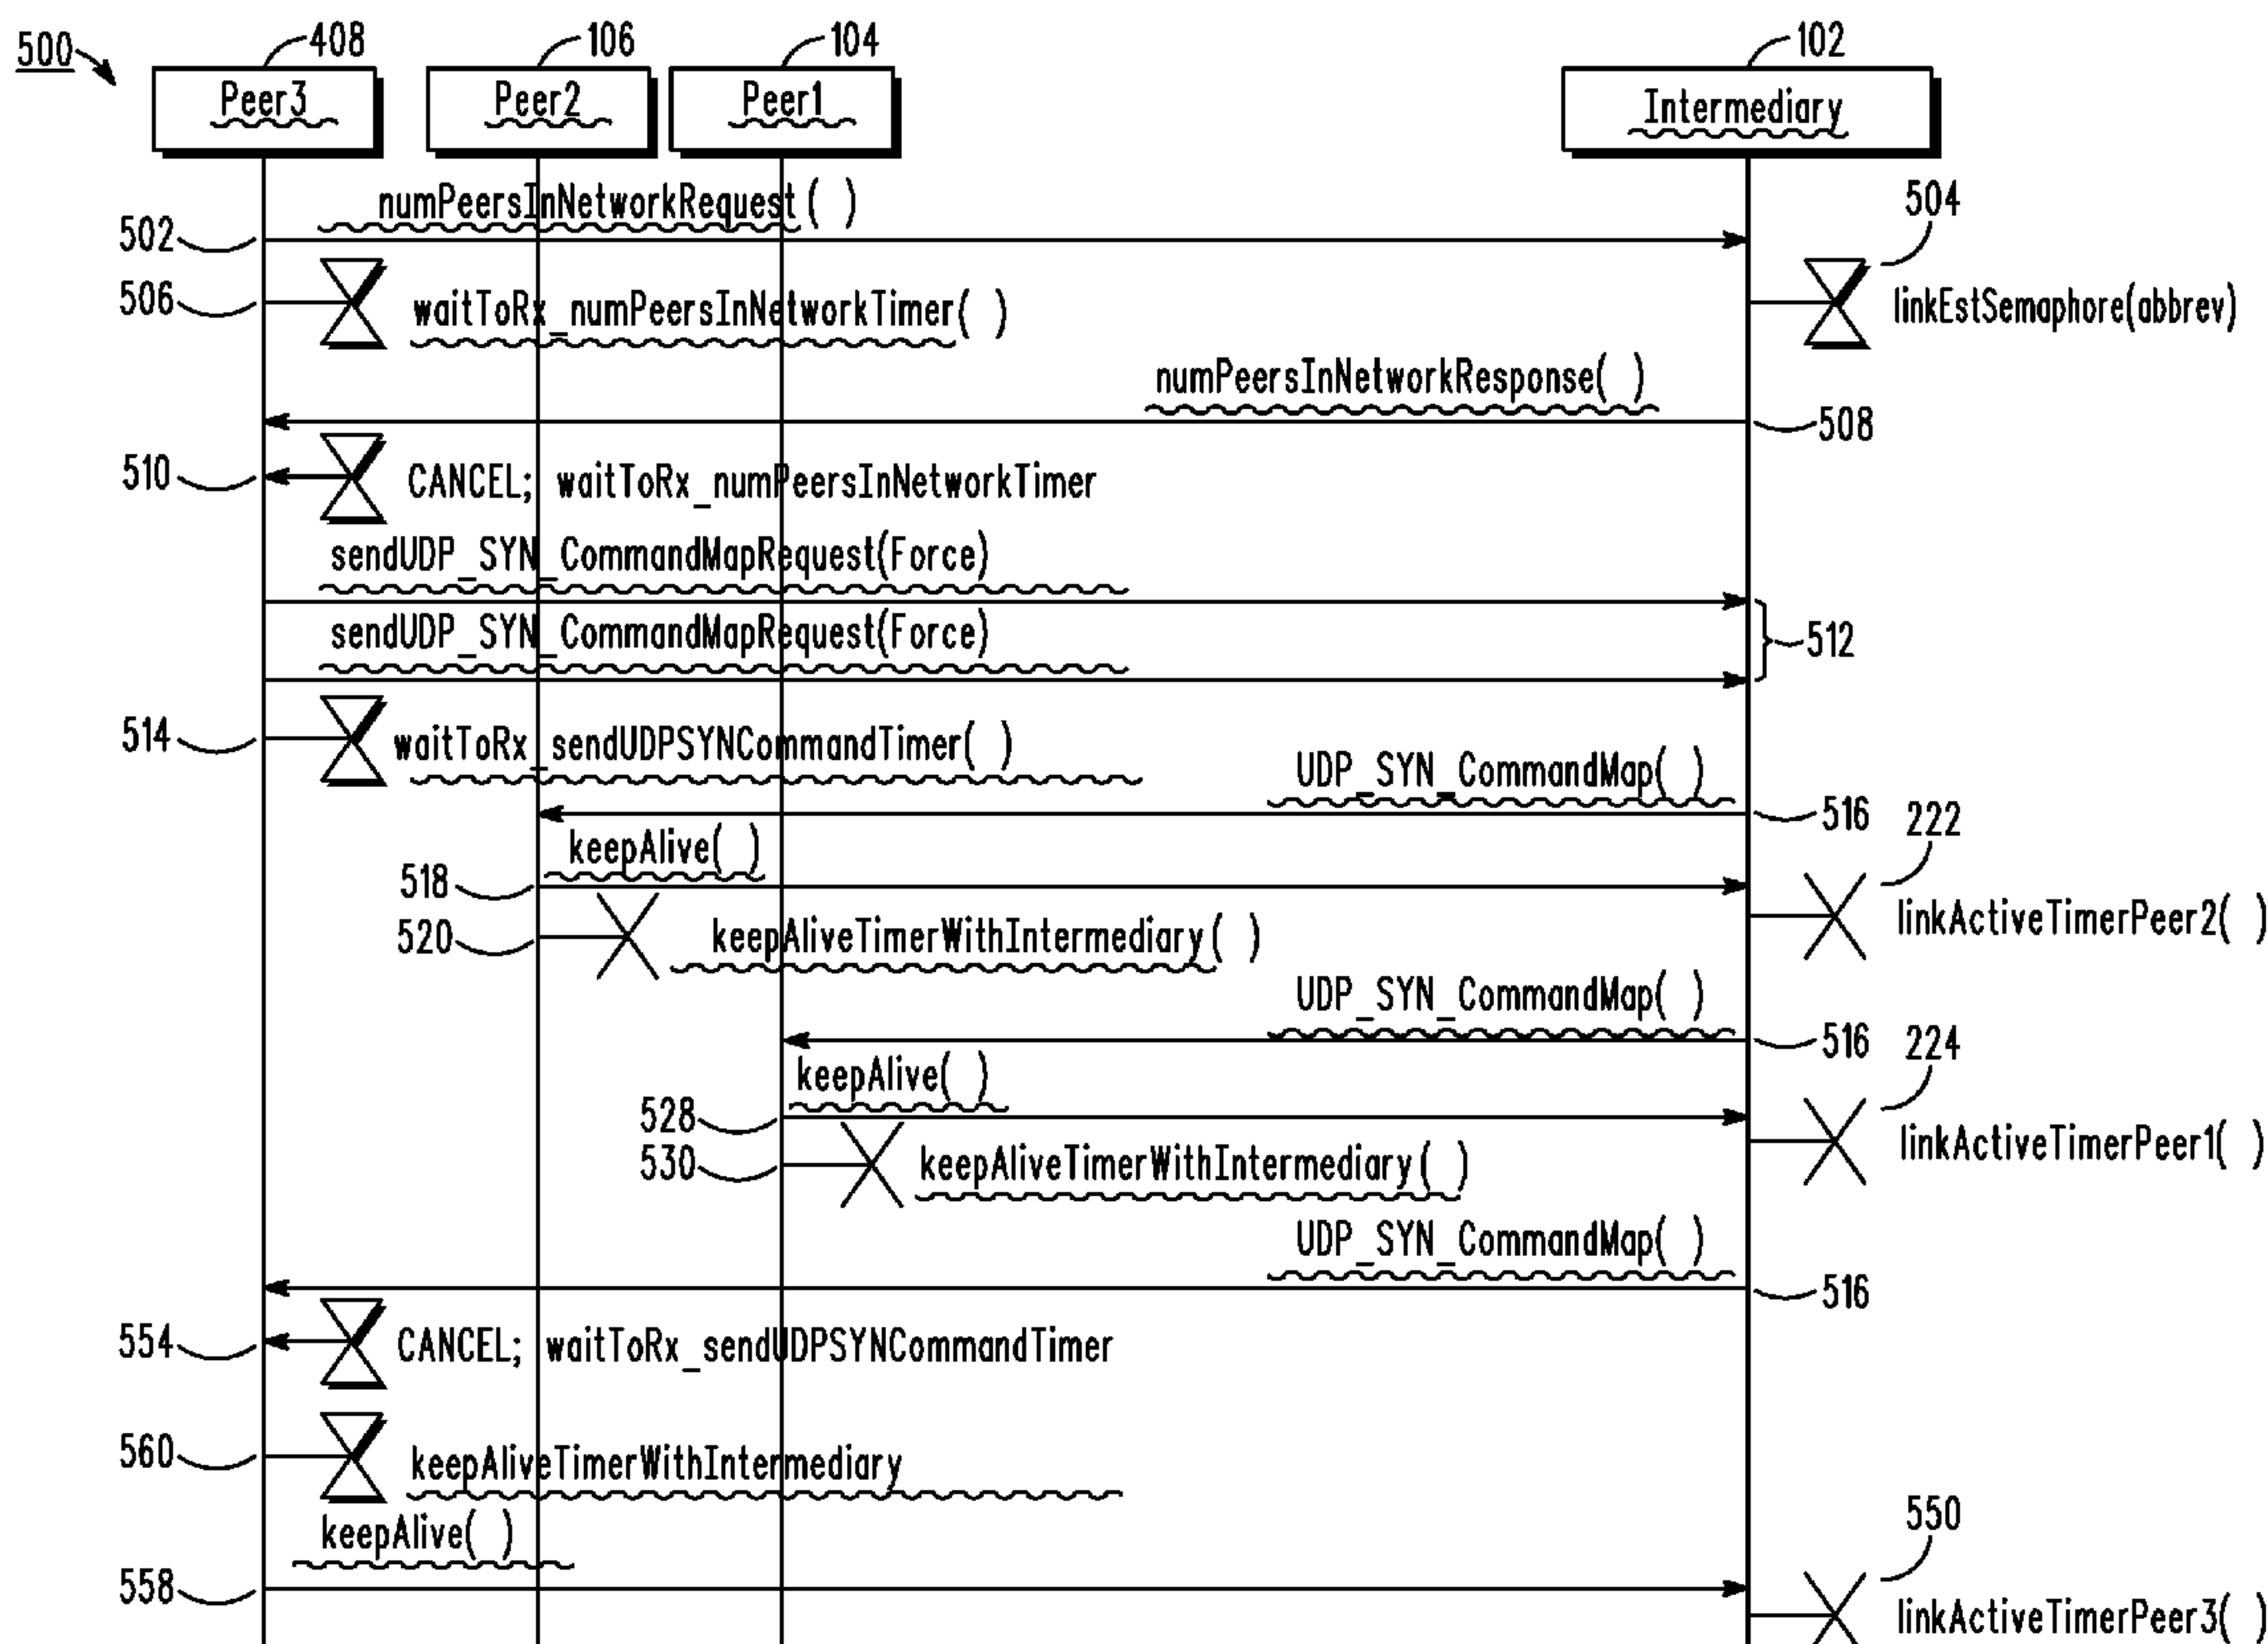 500
408
106
104
102
Peer3
Peer2
Peer1
Intermediary
numPeersInNetworkRequest( )
502
504
506
waitToRx_numPeersInNetworkTimer( )
linkEstSemaphore(abbrev)
numPeersInNetworkResponse( )
508
510
CANCEL; waitToRx_numPeersInNetworkTimer
sendUDP_SYN_CommandMapRequest(Force)
sendUDP_SYN_CommandMapRequest(Force)
512
514
waitToRx_sendUDPSYNCommandTimer( )
UDP_SYN_CommandMap( )
516
222
keepAlive( )
518
520
keepAliveTimerWithIntermediary( )
linkActiveTimerPeer2( )
UDP_SYN_CommandMap( )
516
224
keepAlive( )
528
530
keepAliveTimerWithIntermediary( )
linkActiveTimerPeer1( )
UDP_SYN_CommandMap( )
516
554
CANCEL; waitToRx_sendUDPSYNCommandTimer
560
keepAliveTimerWithIntermediary
keepAlive( )
550
558
linkActiveTimerPeer3( )